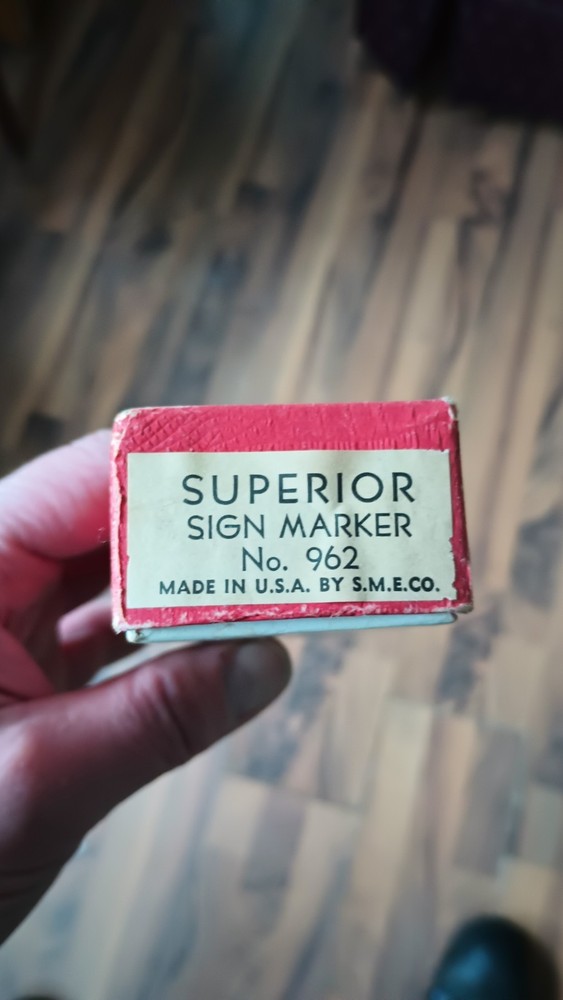 SUPERIOR
SIGN MARKER
No. 962
MADE IN U.S.A. BY S.M.E.CO.